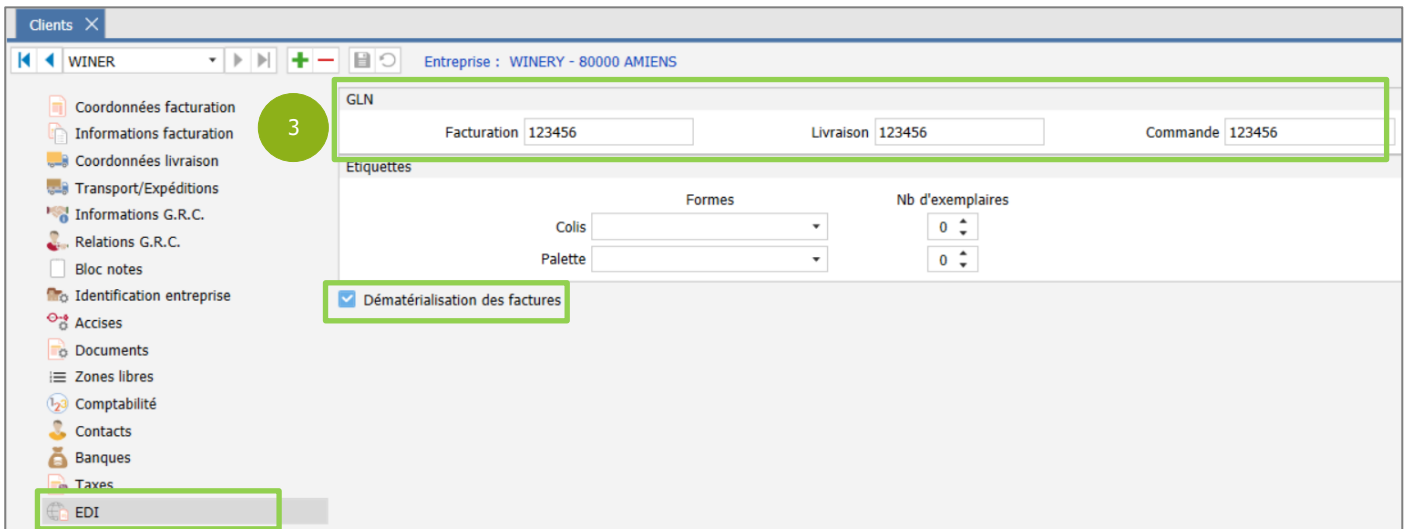 Clients
WINER
Entreprise : WINERY - 80000 AMIENS
Coordonnées facturation
Informations facturation
Coordonnées livraison
Transport/Expéditions
Informations G.R.C.
Relations G.R.C.
Bloc notes
Identification entreprise
Accises
Documents
Zones libres
Comptabilité
Contacts
Banques
Taxes
EDI
3
GLN
Facturation 123456 Livraison 123456 Commande 123456
Etiquettes
Formes Nb d'exemplaires
Colis 0
Palette 0
Dématérialisation des factures